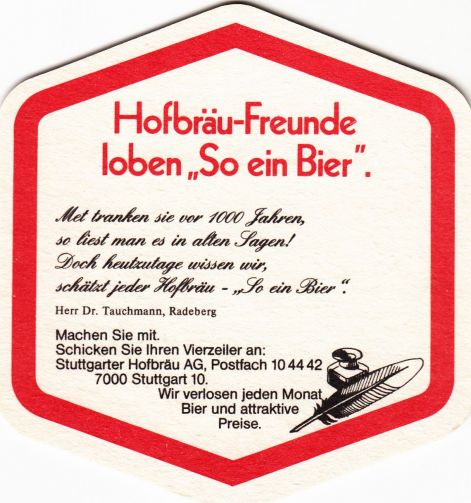 Hofbräu-Freunde
loben „So ein Bier”.
Met tranken sie vor 1000 Jahren,
so liest man es in alten Sagen!
Doch heutzutage wissen wir,
schätzt jeder Hofbräu - „So ein Bier“.
Herr Dr. Tauchmann, Radeberg
Machen Sie mit.
Schicken Sie Ihren Vierzeiler an:
Stuttgarter Hofbräu AG, Postfach 10 44 42
7000 Stuttgart 10.
Wir verlosen jeden Monat
Bier und attraktive
Preise.